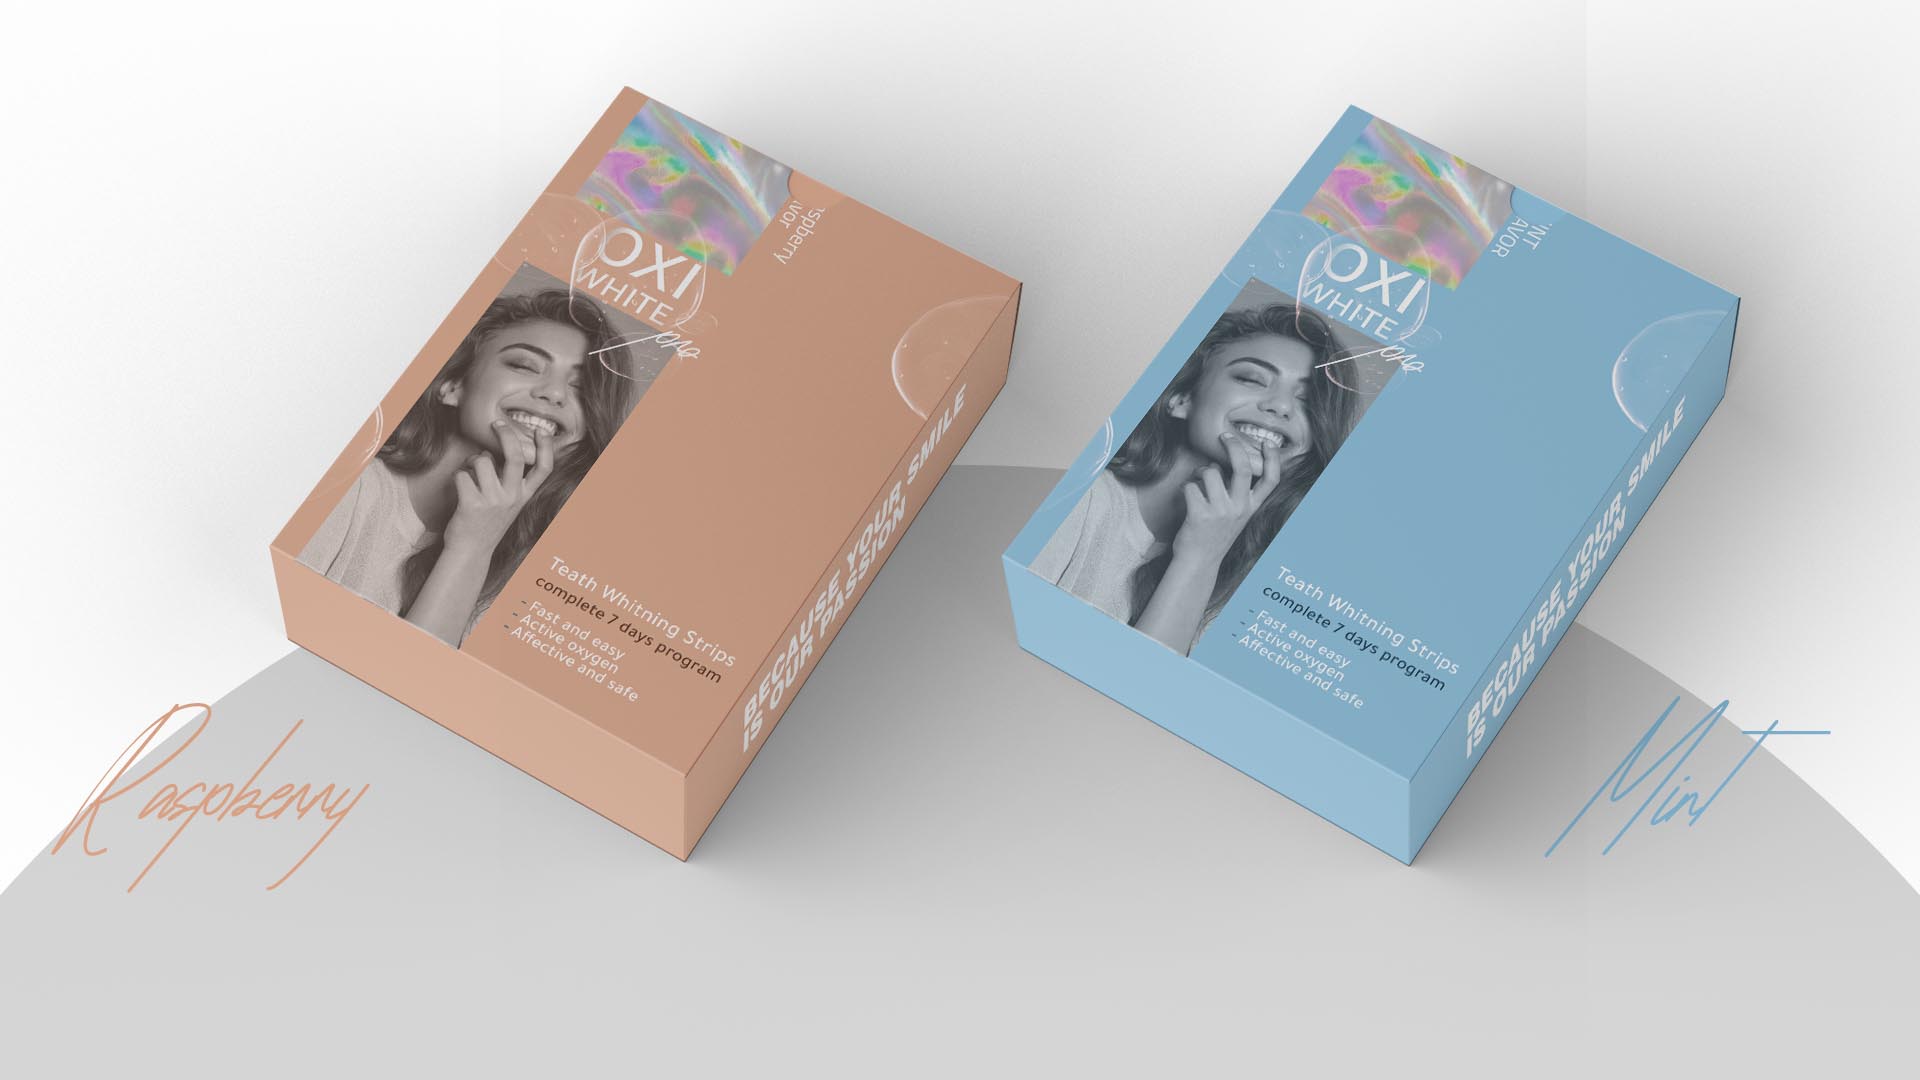 OXI
WHITE
pro
Teath Whitning Strips
complete 7 days program
- Fast and easy
- Active oxygen
- Affective and safe
BECAUSE YOUR SMILE
IS OUR PASSION
Raspberry
OXI
WHITE
pro
Teath Whitning Strips
complete 7 days program
- Fast and easy
- Active oxygen
- Affective and safe
BECAUSE YOUR SMILE
IS OUR PASSION
Mint